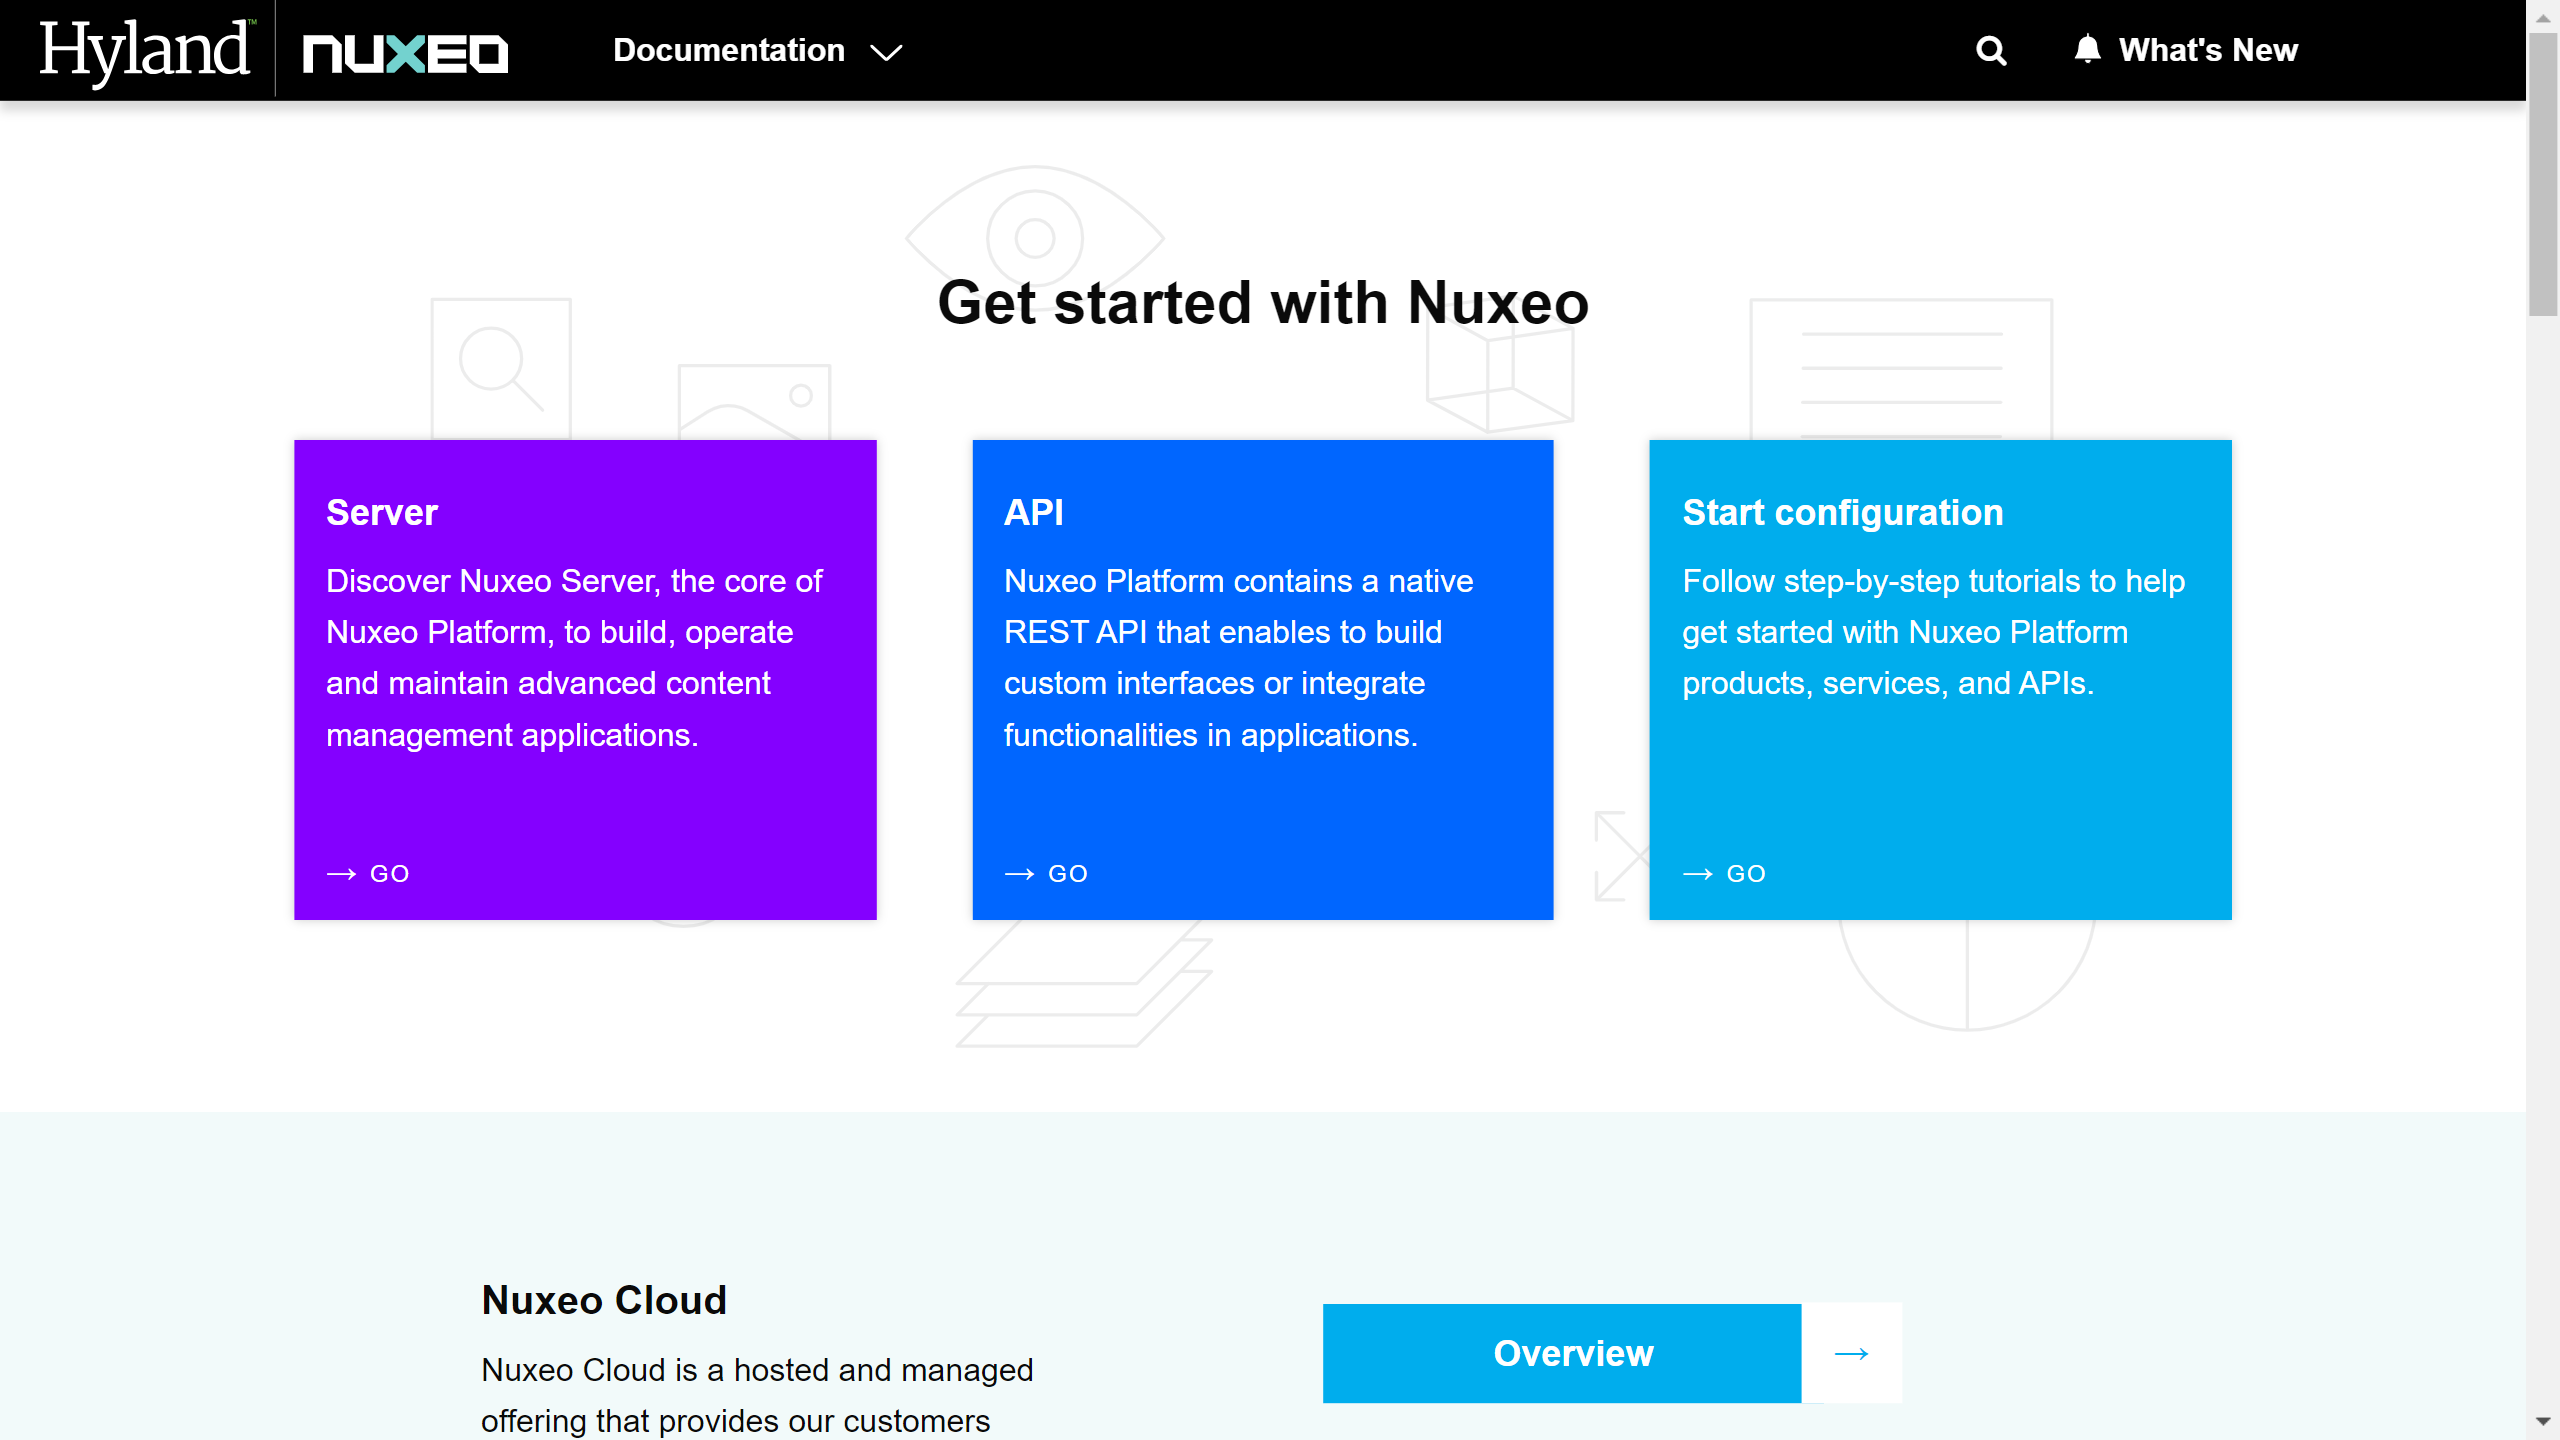 Hyland™ nuxeo Documentation What's New
Get started with Nuxeo
Server
Discover Nuxeo Server, the core of
Nuxeo Platform, to build, operate
and maintain advanced content
management applications.
→ GO
API
Nuxeo Platform contains a native
REST API that enables to build
custom interfaces or integrate
functionalities in applications.
→ GO
Start configuration
Follow step-by-step tutorials to help
get started with Nuxeo Platform
products, services, and APIs.
→ GO
Nuxeo Cloud
Nuxeo Cloud is a hosted and managed
offering that provides our customers
Overview →